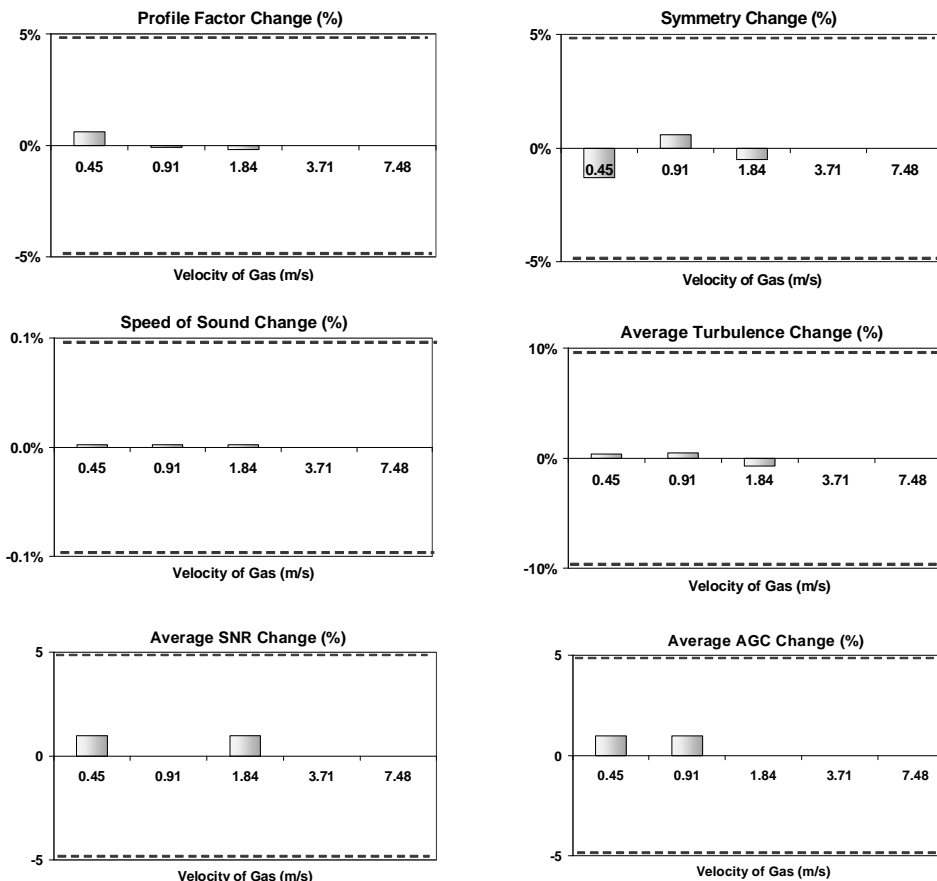 Profile Factor Change (%)
5%
0%
0.45 0.91 1.84 3.71 7.48
-5%
Velocity of Gas (m/s)
Symmetry Change (%)
5%
0%
0.45 0.91 1.84 3.71 7.48
-5%
Velocity of Gas (m/s)
Speed of Sound Change (%)
0.1%
0.0%
0.45 0.91 1.84 3.71 7.48
-0.1%
Velocity of Gas (m/s)
Average Turbulence Change (%)
10%
0%
0.45 0.91 1.84 3.71 7.48
-10%
Velocity of Gas (m/s)
Average SNR Change (%)
5
0
0.45 0.91 1.84 3.71 7.48
-5
Velocity of Gas (m/s)
Average AGC Change (%)
5
0
0.45 0.91 1.84 3.71 7.48
-5
Velocity of Gas (m/s)